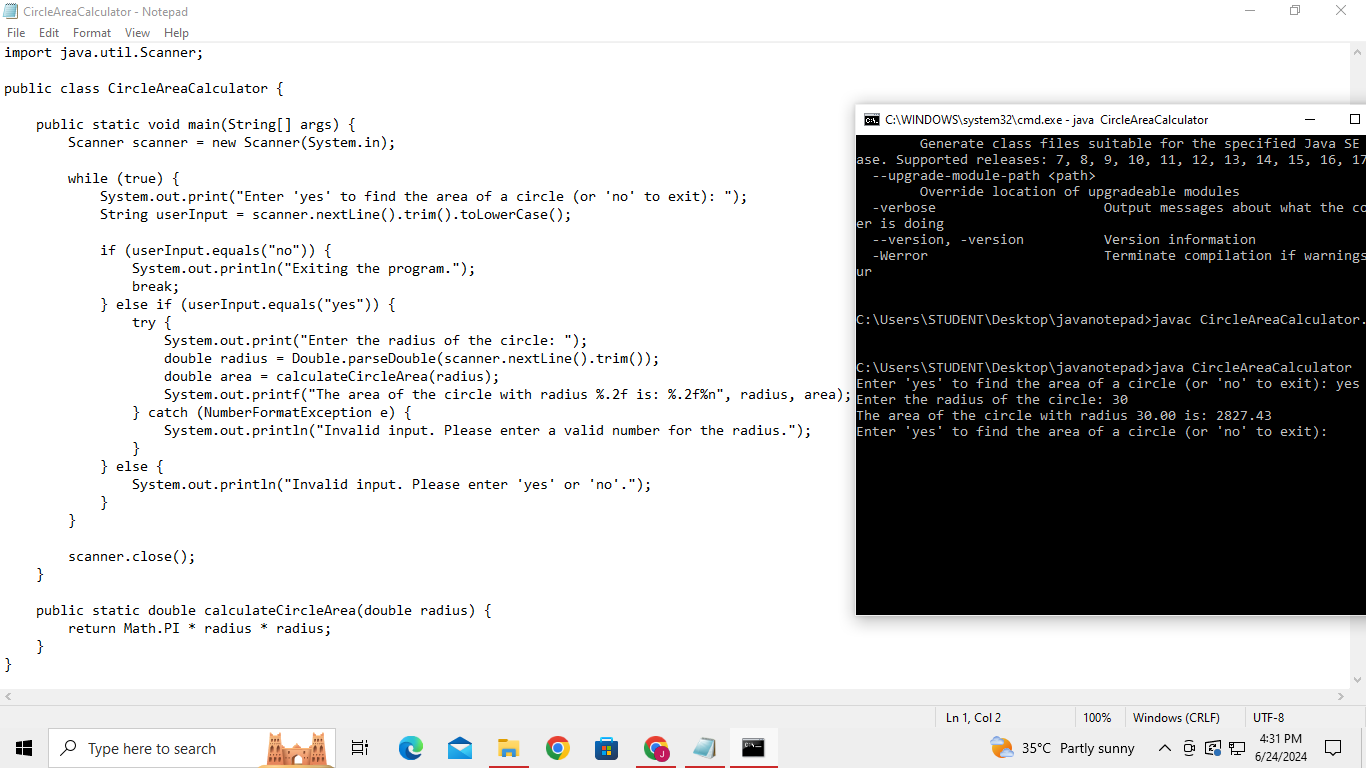 CircleAreaCalculator - Notepad
File Edit Format View Help
import java.util.Scanner;
public class CircleAreaCalculator {
public static void main(String[] args) {
Scanner scanner = new Scanner(System.in);
while (true) {
System.out.print("Enter 'yes' to find the area of a circle (or 'no' to exit): ");
String userInput = scanner.nextLine().trim().toLowerCase();
if (userInput.equals("no")) {
System.out.println("Exiting the program.");
break;
} else if (userInput.equals("yes")) {
try {
System.out.print("Enter the radius of the circle: ");
double radius = Double.parseDouble(scanner.nextLine().trim());
double area = calculateCircleArea(radius);
System.out.printf("The area of the circle with radius %.2f is: %.2f%n", radius, area);
} catch (NumberFormatException e) {
System.out.println("Invalid input. Please enter a valid number for the radius.");
}
} else {
System.out.println("Invalid input. Please enter 'yes' or 'no'.");
}
}
scanner.close();
}
public static double calculateCircleArea(double radius) {
return Math.PI * radius * radius;
}
}
C:\WINDOWS\system32\cmd.exe - java CircleAreaCalculator
Generate class files suitable for the specified Java SE
ase. Supported releases: 7, 8, 9, 10, 11, 12, 13, 14, 15, 16, 17
--upgrade-module-path <path>
Override location of upgradeable modules
-verbose Output messages about what the co
er is doing
--version, -version Version information
-Werror Terminate compilation if warnings
ur
C:\Users\STUDENT\Desktop\javanotepad>javac CircleAreaCalculator.
C:\Users\STUDENT\Desktop\javanotepad>java CircleAreaCalculator
Enter 'yes' to find the area of a circle (or 'no' to exit): yes
Enter the radius of the circle: 30
The area of the circle with radius 30.00 is: 2827.43
Enter 'yes' to find the area of a circle (or 'no' to exit):
Ln 1, Col 2 100% Windows (CRLF) UTF-8
Type here to search
35°C Partly sunny
4:31 PM
6/24/2024